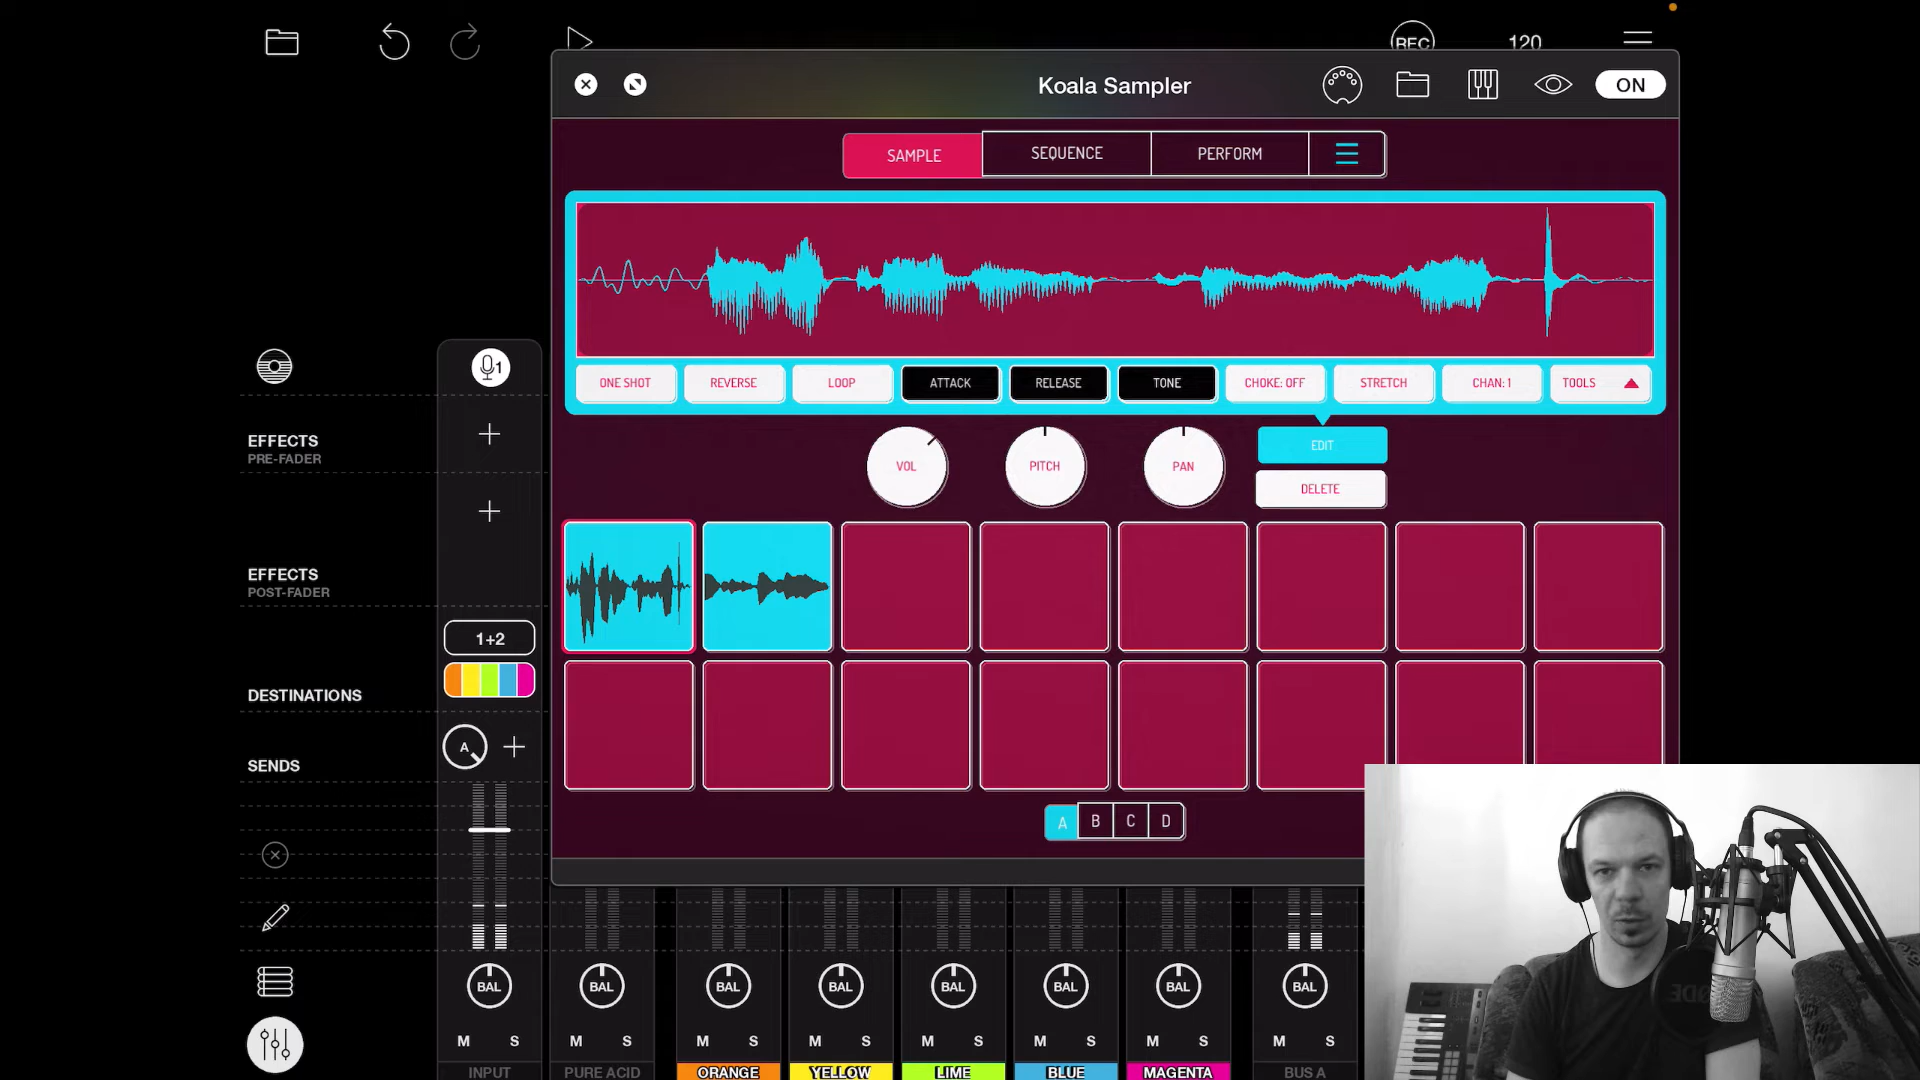 REC
120
Koala Sampler
ON
SAMPLE
SEQUENCE
PERFORM
1
ONE SHOT
REVERSE
LOOP
ATTACK
RELEASE
TONE
CHOKE: OFF
STRETCH
CHAN: 1
TOOLS
EFFECTS
PRE-FADER
VOL
PITCH
PAN
EDIT
DELETE
EFFECTS
POST-FADER
1+2
DESTINATIONS
A
SENDS
A
B
C
D
BAL
BAL
BAL
BAL
BAL
BAL
BAL
BAL
M S
M S
M S
M S
M S
M S
M S
M S
INPUT
PURE ACID
ORANGE
YELLOW
LIME
BLUE
MAGENTA
BUS A